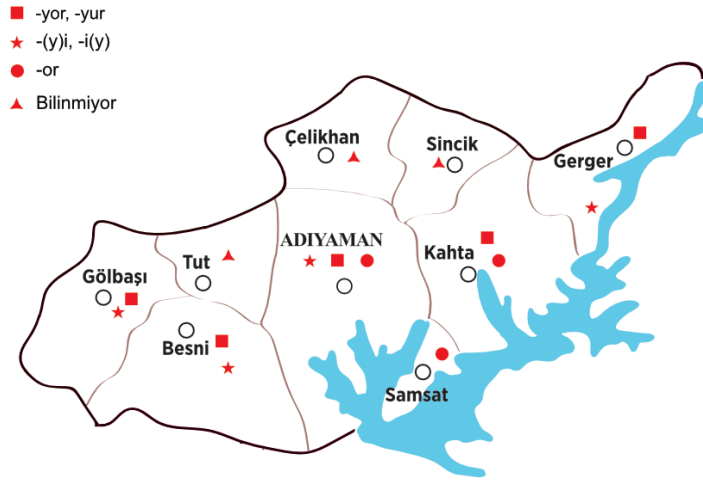 -yor, -yur
-(y)i, -i(y)
-or
Bilinmiyor
Çelikhan
Sincik
Gerger
ADIYAMAN
Kahta
Tut
Gölbaşı
Besni
Samsat